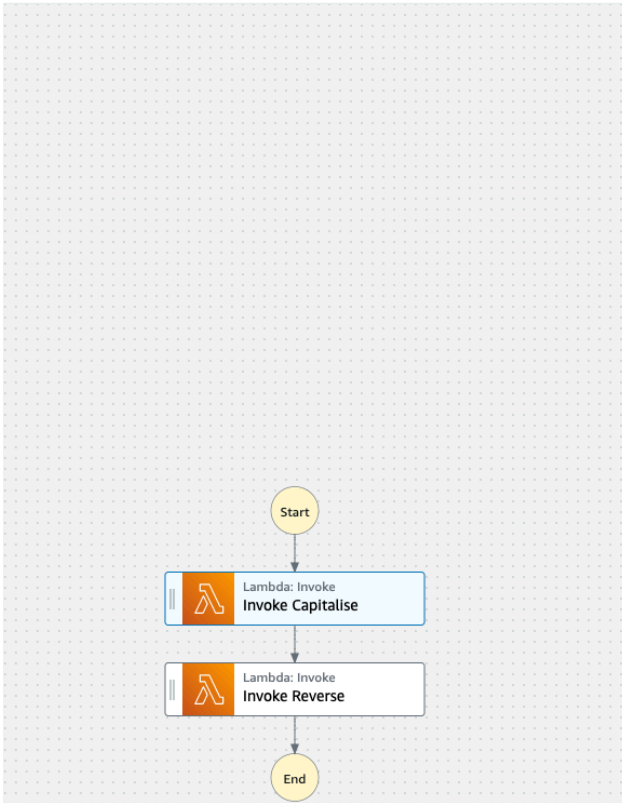 Start
Lambda: Invoke
Invoke Capitalise
Lambda: Invoke
Invoke Reverse
End